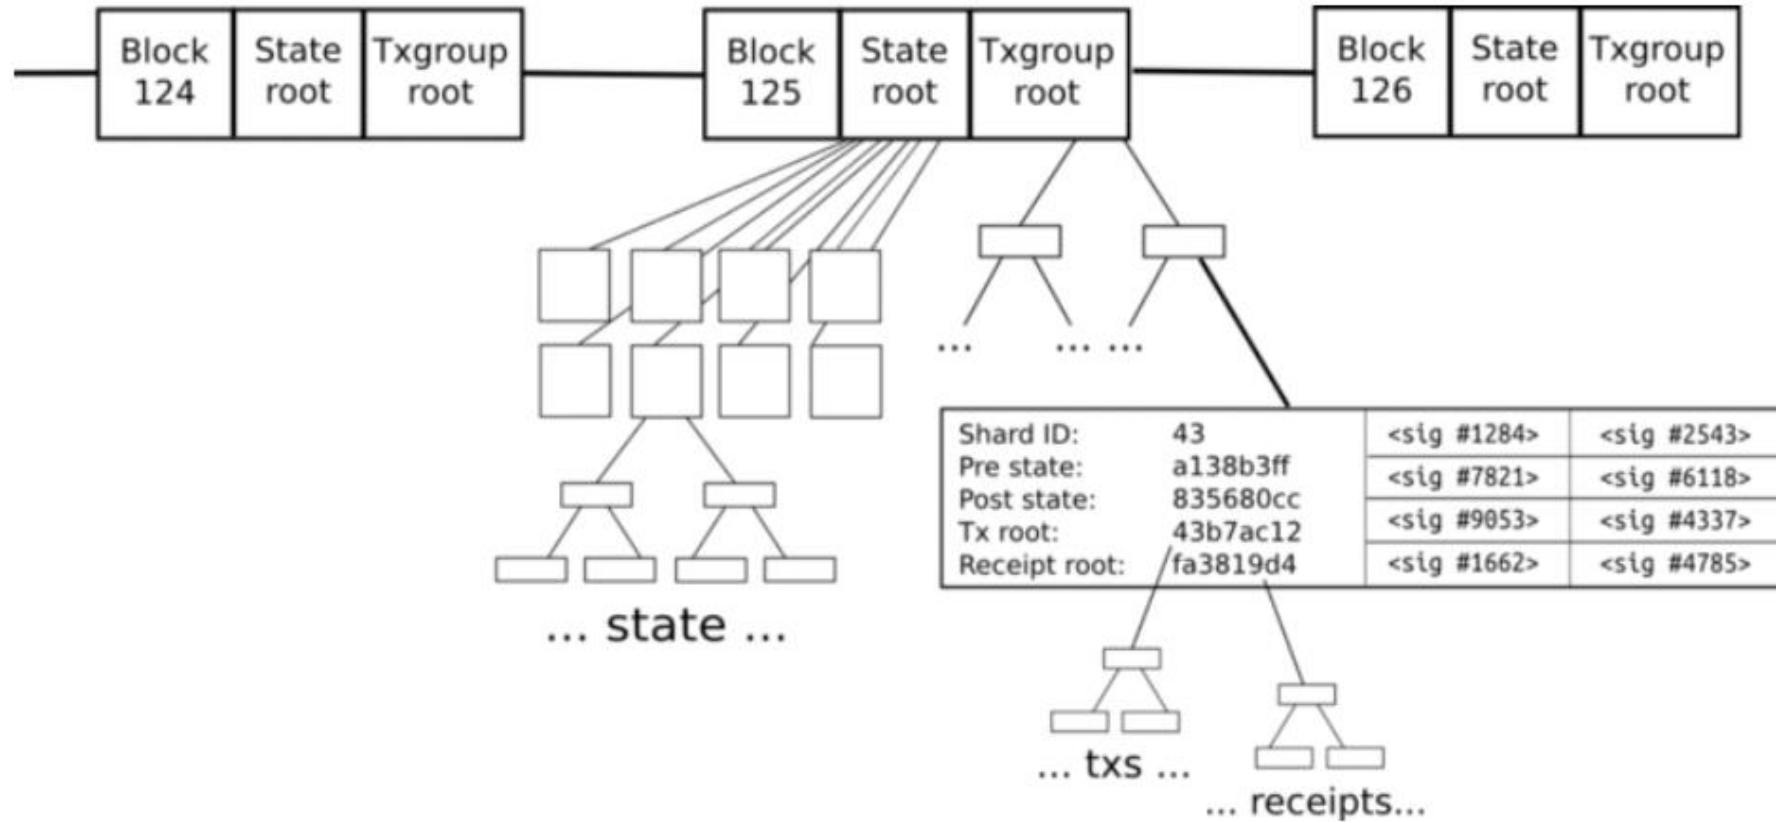 Block
124
State
root
Txgroup
root
Block
125
State
root
Txgroup
root
Block
126
State
root
Txgroup
root
...
... ...
Shard ID: 43
Pre state: a138b3ff
Post state: 835680cc
Tx root: 43b7ac12
Receipt root: fa3819d4
<sig #1284> <sig #2543>
<sig #7821> <sig #6118>
<sig #9053> <sig #4337>
<sig #1662> <sig #4785>
... state ...
... txs ...
... receipts...